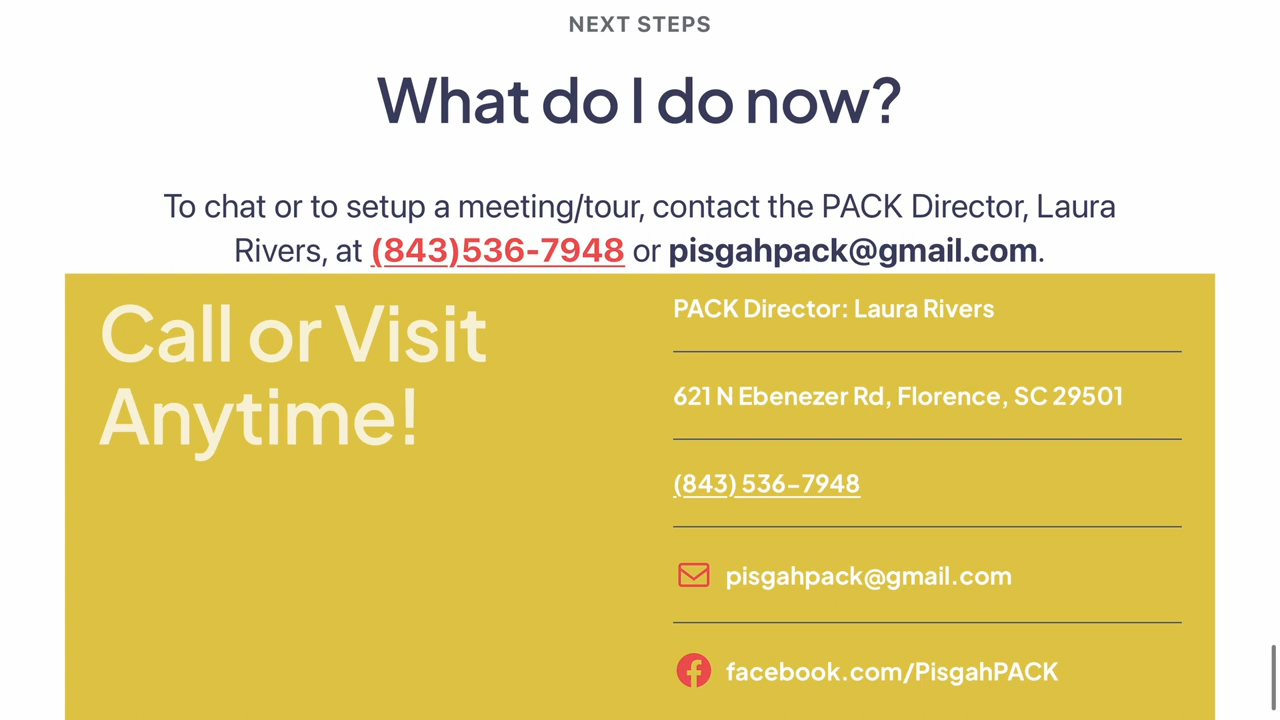 NEXT STEPS
What do I do now?
To chat or to setup a meeting/tour, contact the PACK Director, Laura
Rivers, at (843)536-7948 or pisgahpack@gmail.com.
Call or Visit
Anytime!
PACK Director: Laura Rivers
621 N Ebenezer Rd, Florence, SC 29501
(843) 536-7948
pisgahpack@gmail.com
facebook.com/PisgahPACK